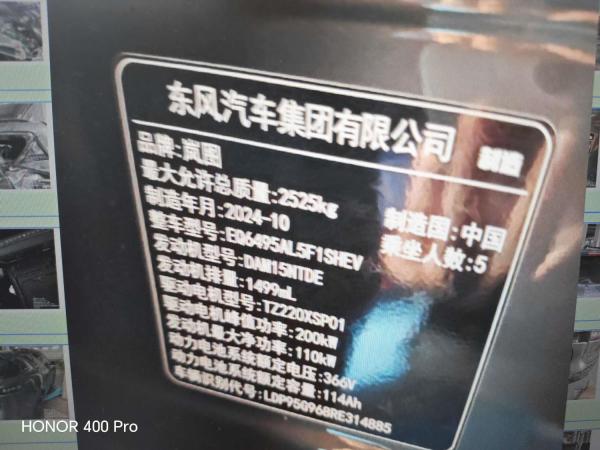 东风汽车集团有限公司 制造
品牌:岚图
最大允许总质量:2525kg
制造年月:2024-10 制造国:中国
整车型号:EQ6495AL5F1SHEV 乘坐人数:5
发动机型号:DAM15NTDE
发动机排量:1499mL
驱动电机型号:TZ220XSP01
驱动电机峰值功率:200kW
发动机最大净功率:110kW
动力电池系统额定电压:366V
动力电池系统额定容量:114Ah
车辆识别代号:LDP95G96BRE314885
HONOR 400 Pro